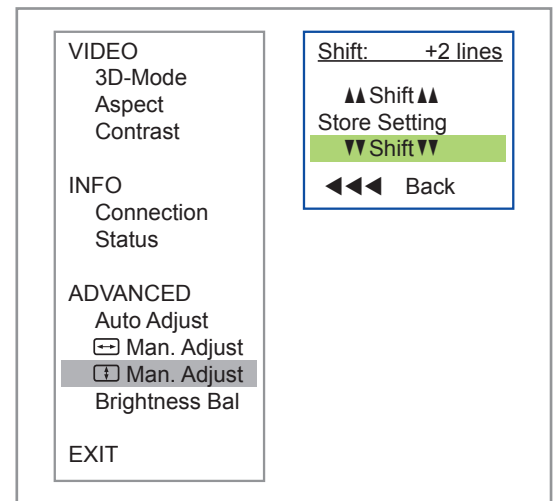 VIDEO
3D-Mode
Aspect
Contrast
INFO
Connection
Status
ADVANCED
Auto Adjust
Man. Adjust
Man. Adjust
Brightness Bal
EXIT
Shift: +2 lines
Shift
Store Setting
Shift
Back